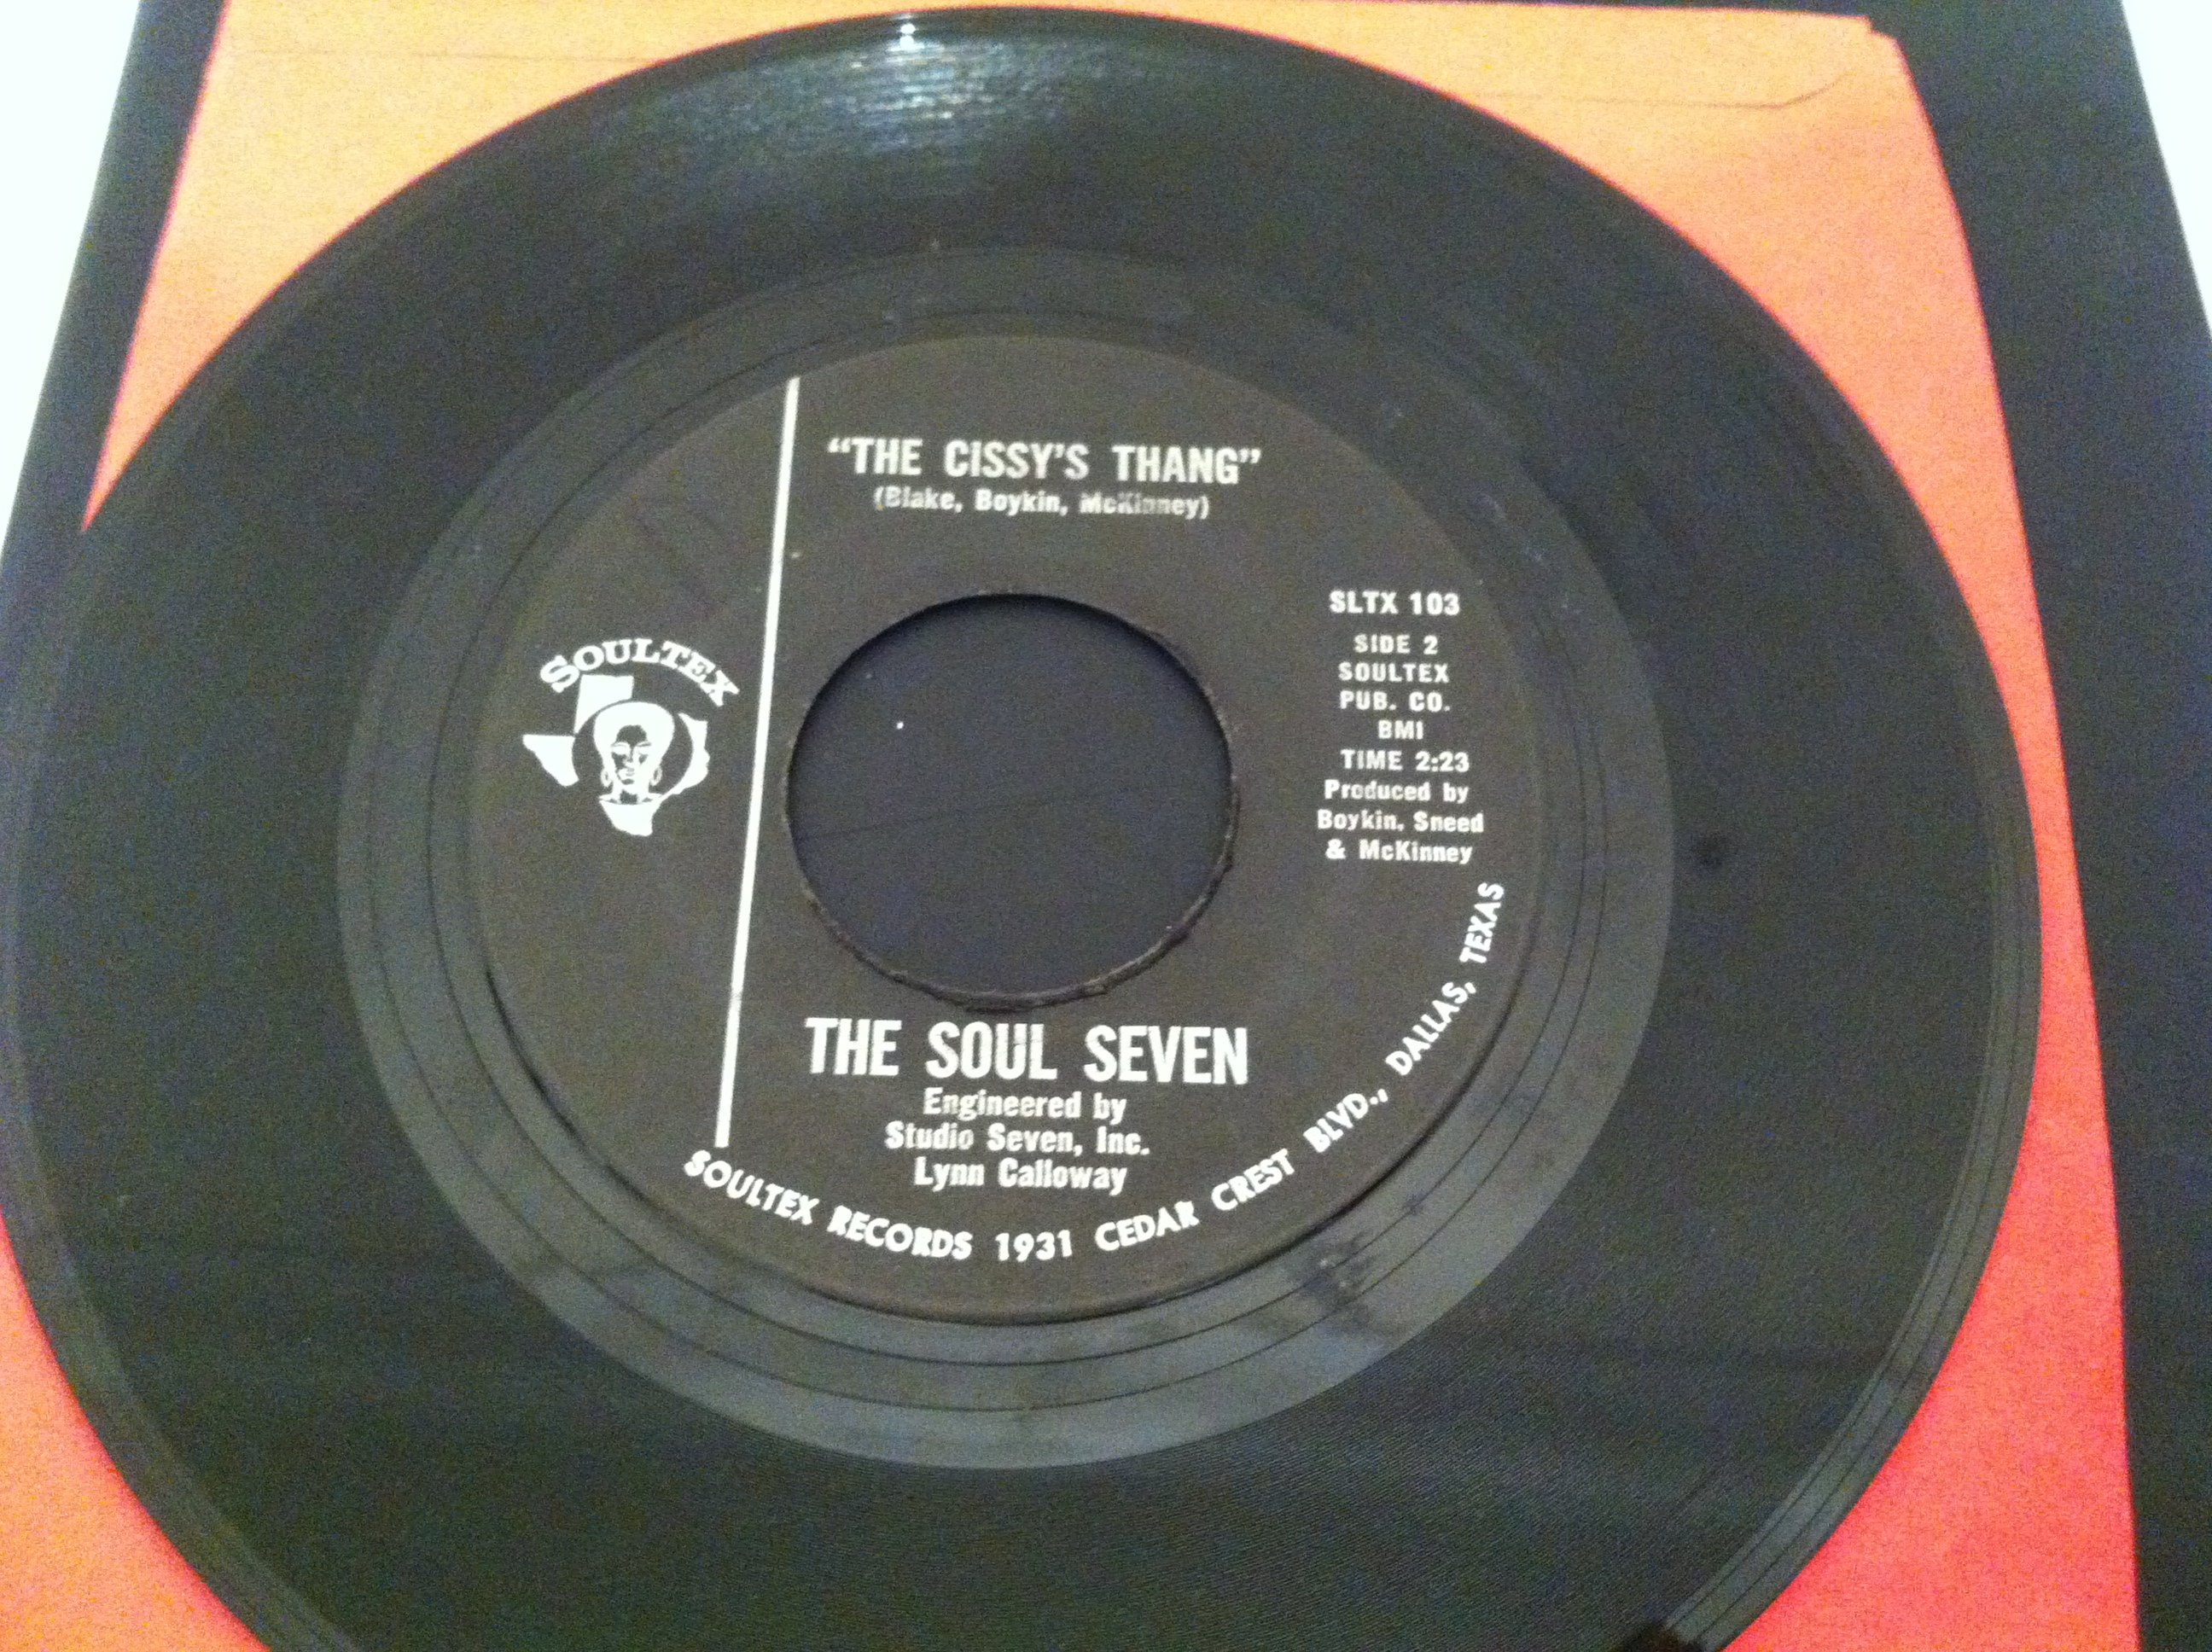 “THE CISSY'S THANG”
(Blake, Boykin, McKinney)
SOULTEX
SLTX 103
SIDE 2
SOULTEX
PUB. CO.
BMI
TIME 2:23
Produced by
Boykin, Sneed
& McKinney
THE SOUL SEVEN
Engineered by
Studio Seven, Inc.
Lynn Calloway
SOULTEX RECORDS 1931 CEDAR CREST BLVD., DALLAS, TEXAS